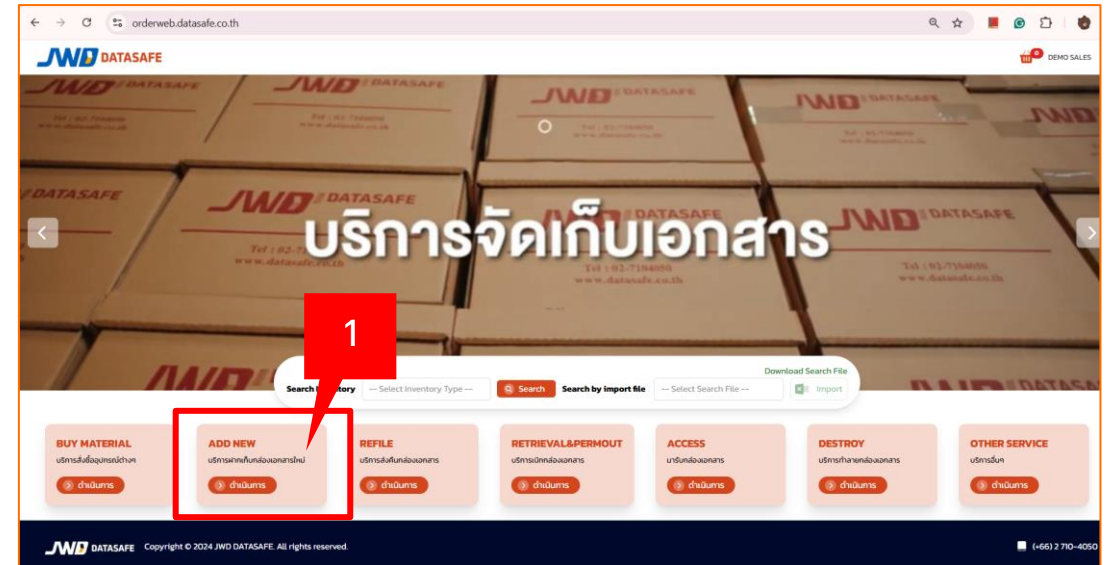 orderweb.datasafe.co.th
JWD DATASAFE
0
DEMO SALES
JWD DATASAFE
JWD DATASAFE
JWD DATASAFE
JWD DATASAFE
JWD
DATASAFE
JWD DATASAFE
JWD DATASAFE
JWD DATASAFE
บริการจัดเก็บเอกสาร
Tel : 02-7104050
www.datasafe.co.th
1
Download Search File
Search
-- Select Inventory Type --
Search
Search by import file
-- Select Search File --
Import
BUY MATERIAL
บริการสั่งซื้ออุปกรณ์ต่างๆ
ดำเนินการ
ADD NEW
บริการฝากเก็บกล่องเอกสารใหม่
ดำเนินการ
REFILE
บริการส่งคืนกล่องเอกสาร
ดำเนินการ
RETRIEVAL&PERMOUT
บริการเบิกกล่องเอกสาร
ดำเนินการ
ACCESS
มารับกล่องเอกสาร
ดำเนินการ
DESTROY
บริการทำลายกล่องเอกสาร
ดำเนินการ
OTHER SERVICE
บริการอื่นๆ
ดำเนินการ
JWD DATASAFE Copyright © 2024 JWD DATASAFE. All rights reserved.
(+66) 2 710-4050